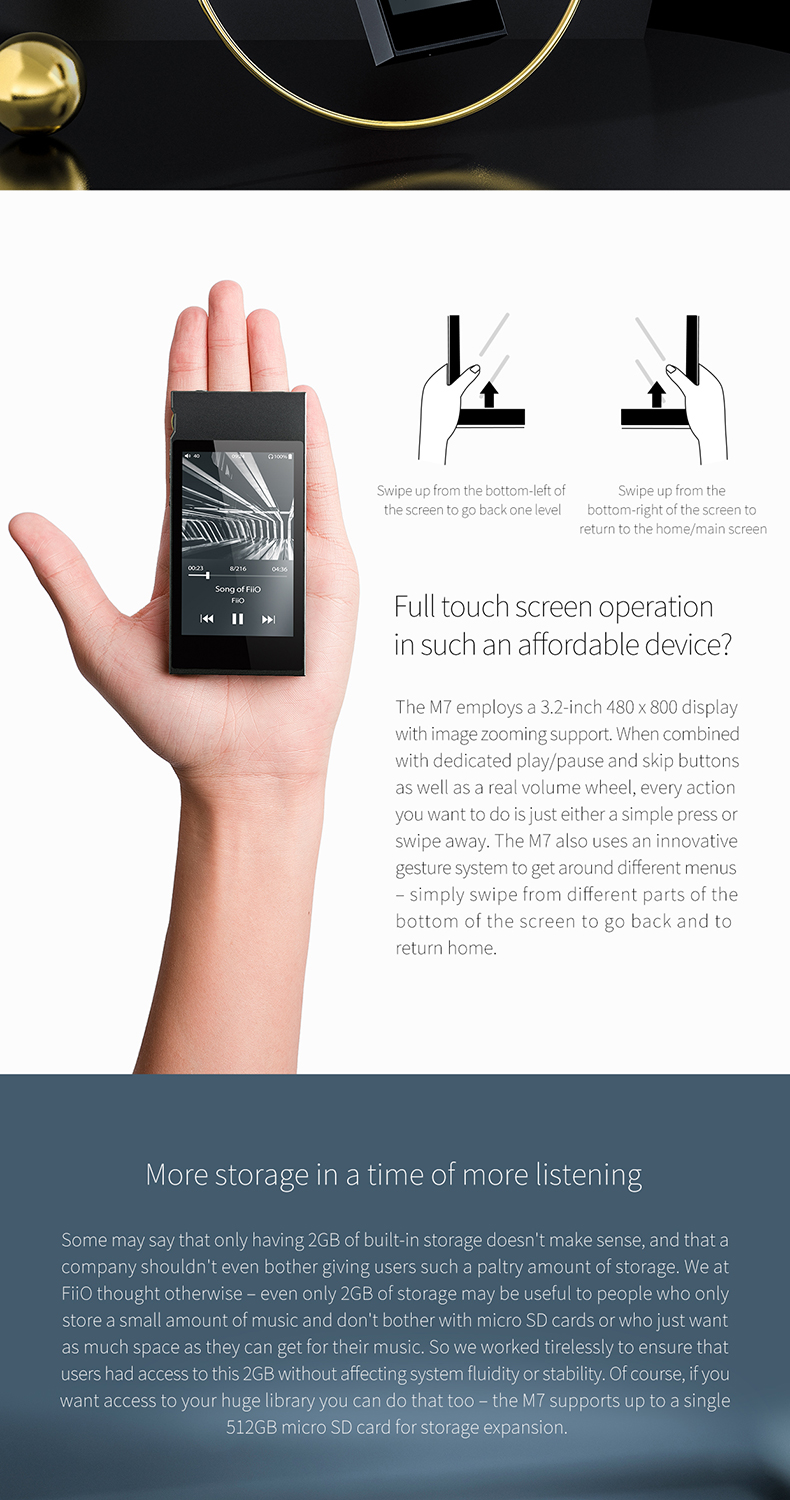 Swipe up from the bottom-left of
the screen to go back one level
Swipe up from the
bottom-right of the screen to
return to the home/main screen
40
100%
00:23
8/216
04:36
Song of FiiO
FiiO
Full touch screen operation
in such an affordable device?
The M7 employs a 3.2-inch 480 x 800 display
with image zooming support. When combined
with dedicated play/pause and skip buttons
as well as a real volume wheel, every action
you want to do is just either a simple press or
swipe away. The M7 also uses an innovative
gesture system to get around different menus
– simply swipe from different parts of the
bottom of the screen to go back and to
return home.
More storage in a time of more listening
Some may say that only having 2GB of built-in storage doesn't make sense, and that a
company shouldn't even bother giving users such a paltry amount of storage. We at
FiiO thought otherwise – even only 2GB of storage may be useful to people who only
store a small amount of music and don't bother with micro SD cards or who just want
as much space as they can get for their music. So we worked tirelessly to ensure that
users had access to this 2GB without affecting system fluidity or stability. Of course, if you
want access to your huge library you can do that too – the M7 supports up to a single
512GB micro SD card for storage expansion.